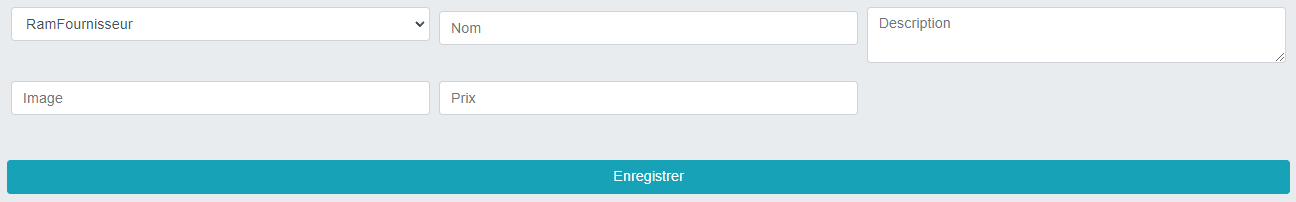 RamFournisseur
Nom
Description
Image
Prix
Enregistrer